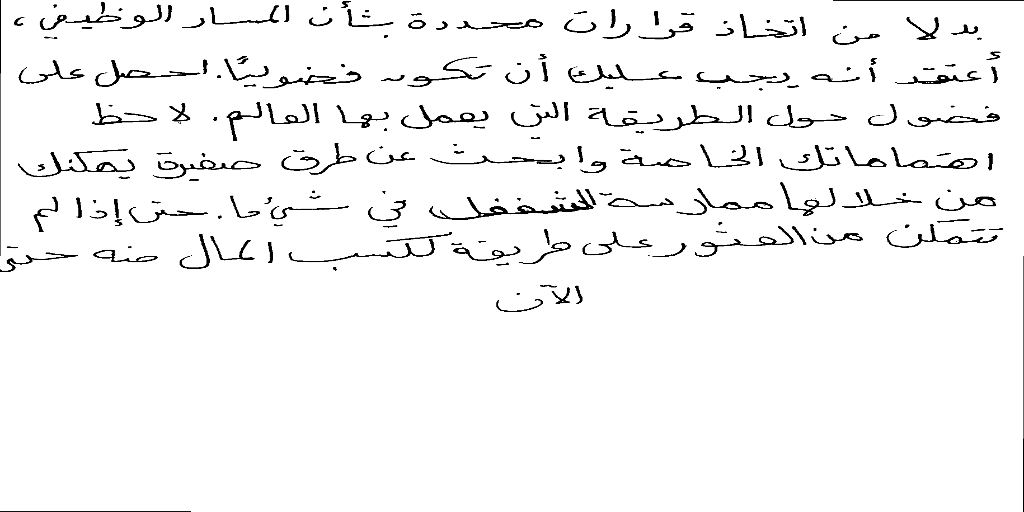 بدلا من اتخاذ قرارات محددة بشأن المسار الوظيفي،
أعتقد أنه يجب عليك أن تكون فضوليًا. احصل على
فضول حول الطريقة التي يعمل بها العالم. لاحظ
اهتماماتك الخاصة وابحث عن طرق صغيرة يمكنك
من خلالها ممارسة الشغف في شيء ما. حتى إذا لم
تتمكن من العثور على طريقة لكسب المال منه حتى
الآن